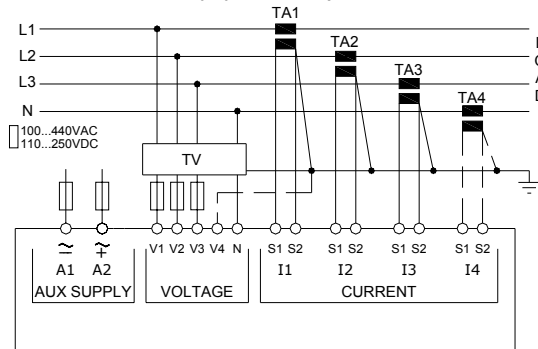 TA1
L1
TA2
L2
TA3
L3
TA4
N
100...440VAC
110...250VDC
TV
V1 V2 V3 V4 N S1 S2 S1 S2 S1 S2 S1 S2
A1 A2 I1 I2 I3 I4
AUX SUPPLY VOLTAGE CURRENT